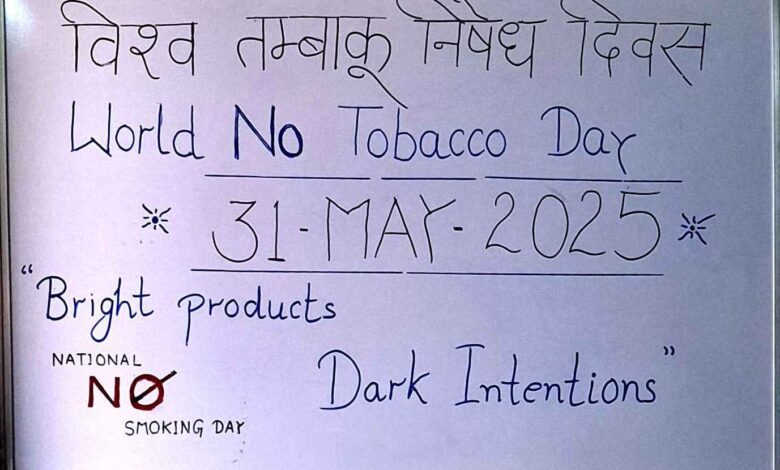 विश्व तम्बाकू निषेध दिवस
World No Tobacco Day
31-MAY-2025
"Bright products
Dark Intentions"
NATIONAL
NO
SMOKING DAY